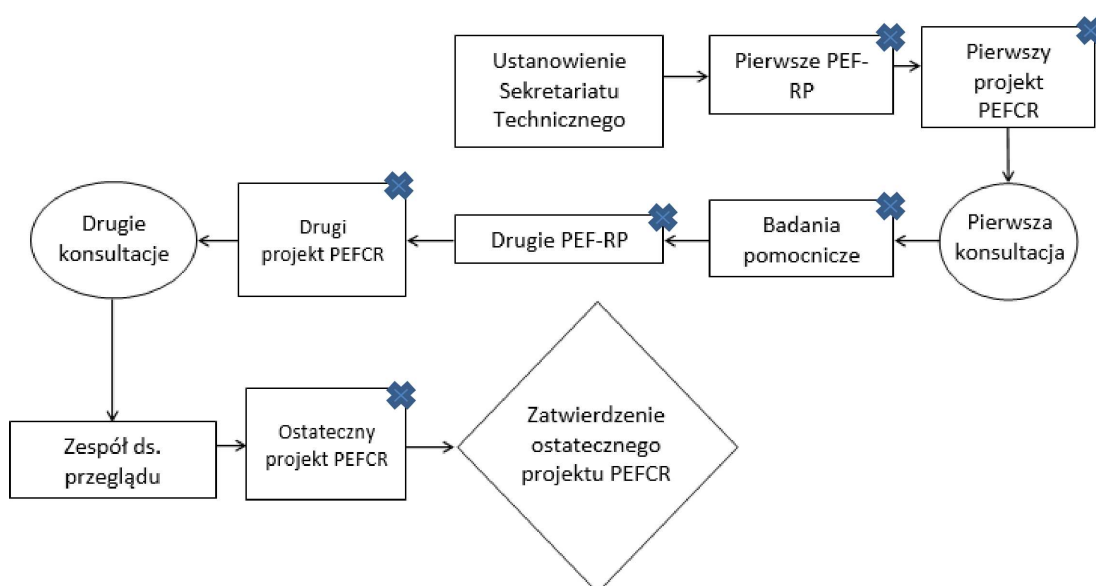 Ustanowienie
Sekretariatu
Technicznego
Pierwsze PEF-
RP
Pierwszy
projekt
PEFCR
Pierwsza
konsultacja
Badania
pomocnicze
Drugie PEF-RP
Drugi
projekt PEFCR
Drugie
konsultacje
Zespół ds.
przeglądu
Ostateczny
projekt PEFCR
Zatwierdzenie
ostatecznego
projektu PEFCR